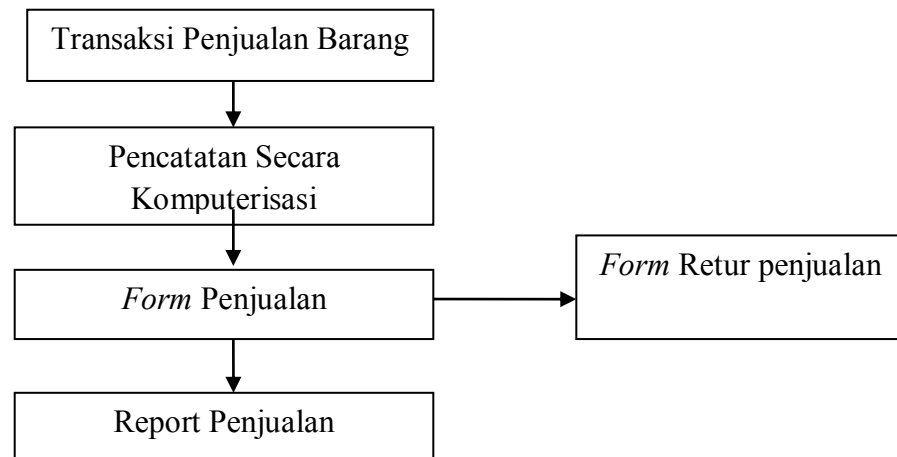 Transaksi Penjualan Barang
Pencatatan Secara
Komputerisasi
Form Penjualan
Form Retur penjualan
Report Penjualan